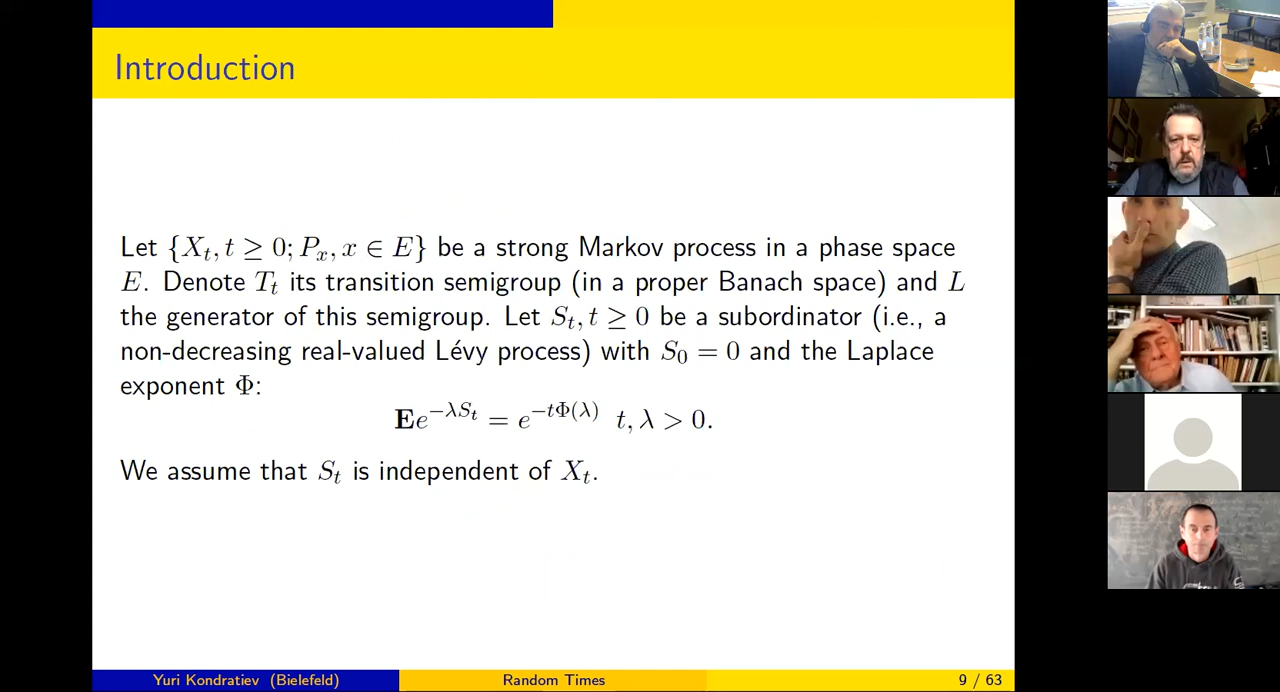 Introduction
Let {X_t, t ≥ 0; P_x, x ∈ E} be a strong Markov process in a phase space
E. Denote T_t its transition semigroup (in a proper Banach space) and L
the generator of this semigroup. Let S_t, t ≥ 0 be a subordinator (i.e., a
non-decreasing real-valued Lévy process) with S_0 = 0 and the Laplace
exponent Φ:
Ee^{−λS_t} = e^{−tΦ(λ)} t, λ > 0.
We assume that S_t is independent of X_t.
Yuri Kondratiev (Bielefeld) Random Times 9 / 63